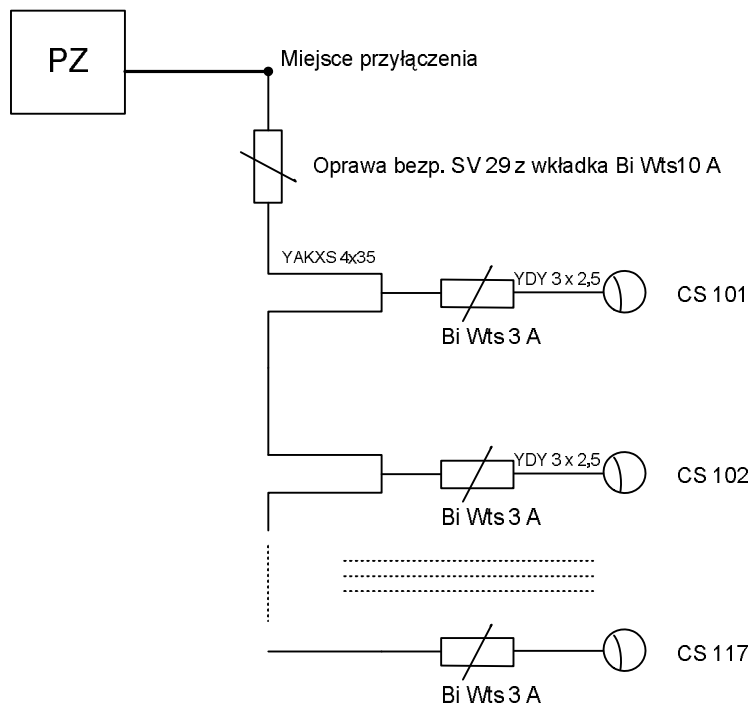 PZ
Miejsce przyłączenia
Oprawa bezp. SV 29 z wkładka Bi Wts10 A
YAKXS 4x35
YDY 3 x 2,5
CS 101
Bi Wts 3 A
YDY 3 x 2,5
CS 102
Bi Wts 3 A
CS 117
Bi Wts 3 A